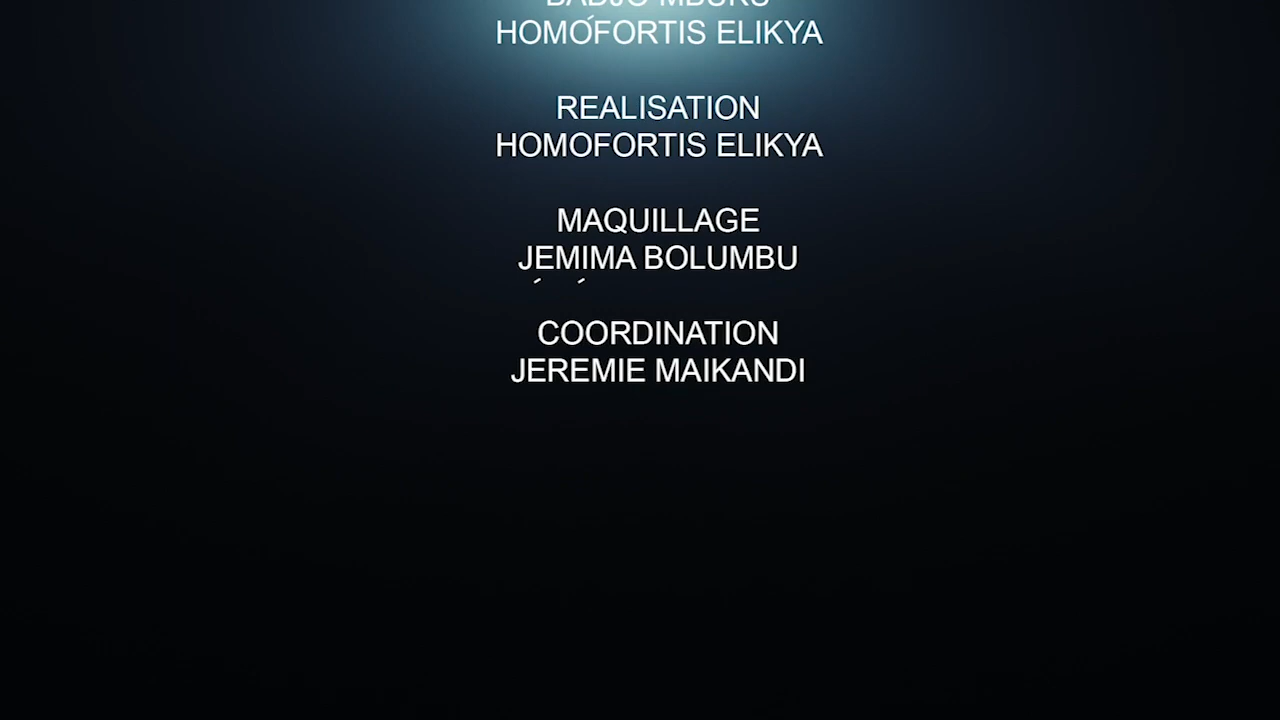 HOMOFORTIS ELIKYA
REALISATION
HOMOFORTIS ELIKYA
MAQUILLAGE
JEMIMA BOLUMBU
COORDINATION
JEREMIE MAIKANDI